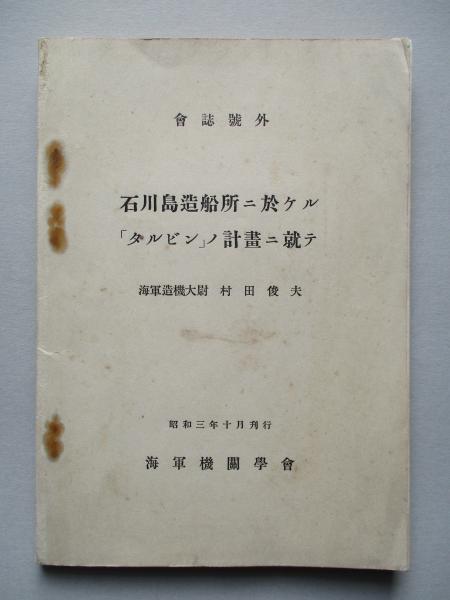 會誌號外
石川島造船所ニ於ケル
「タルビン」ノ計畫ニ就テ
海軍造機大尉 村田俊夫
昭和三年十月刊行
海軍機關學會